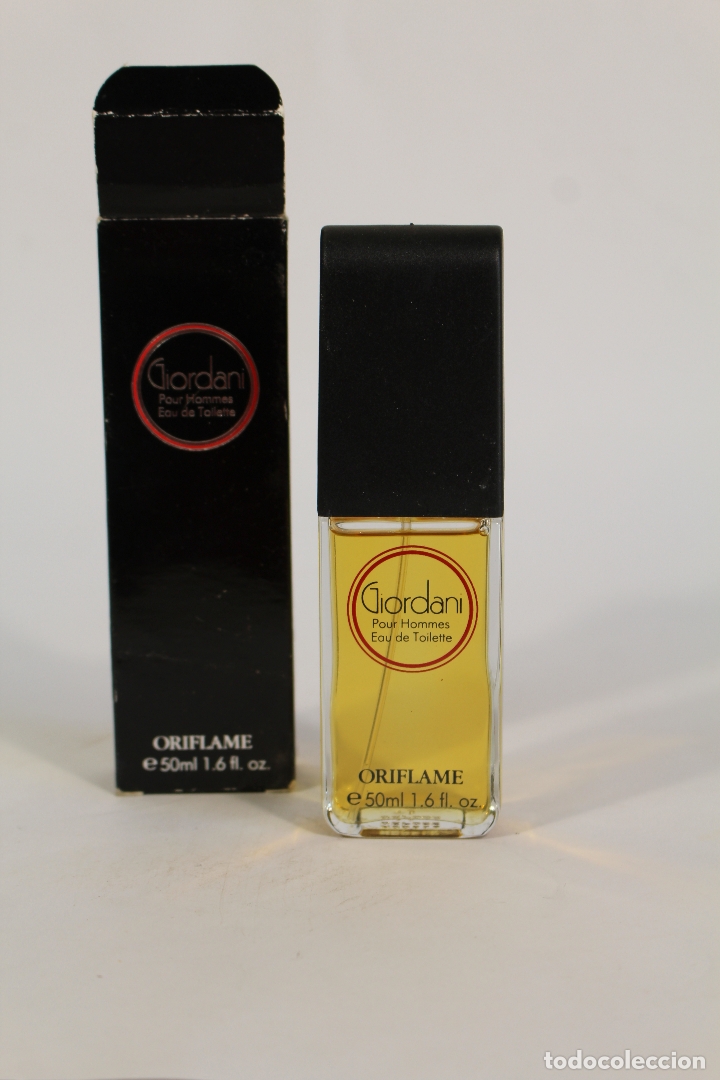 Giordani
Pour Hommes
Eau de Toilette
ORIFLAME
e 50ml 1.6 fl. oz.
Giordani
Pour Hommes
Eau de Toilette
ORIFLAME
e 50ml 1.6 fl. oz.
todocoleccion